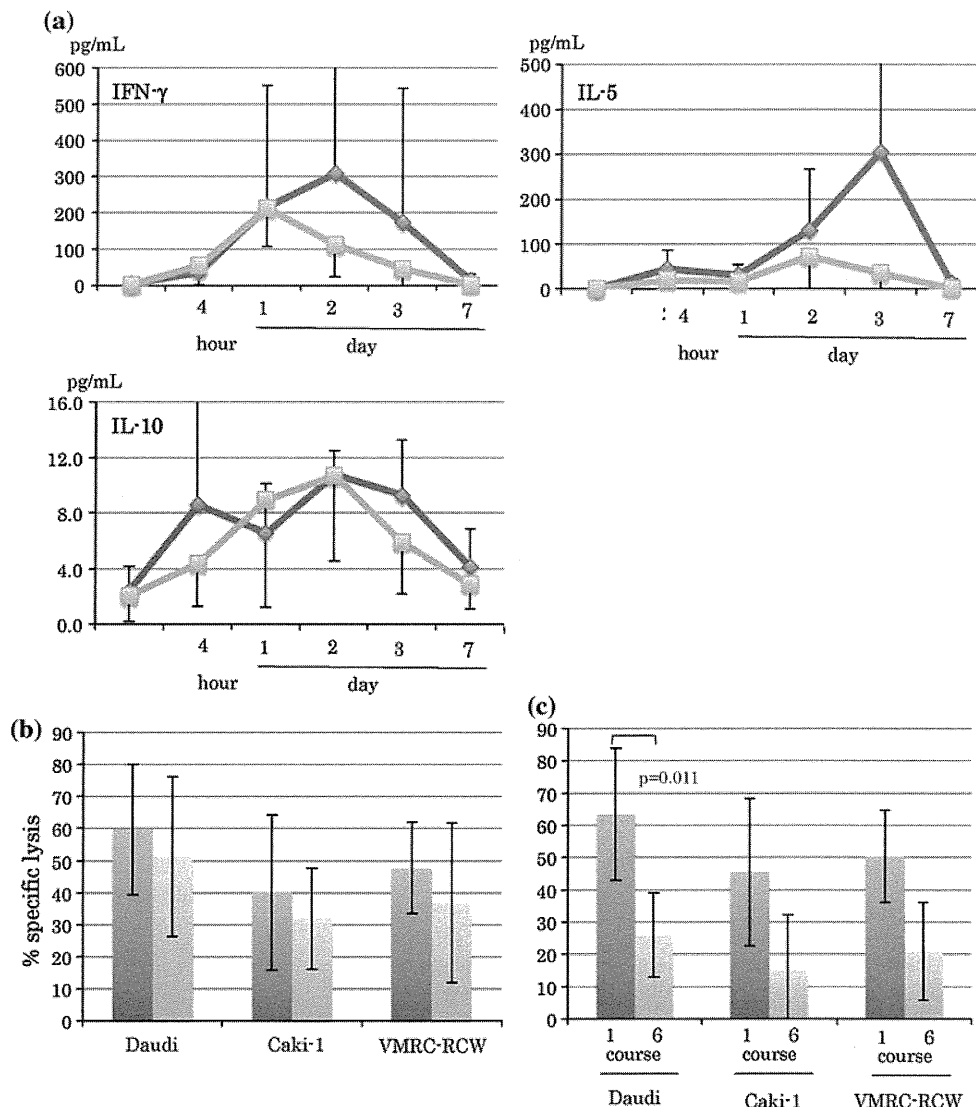 (a)
pg/mL
600
500
400
300
200
100
0
IFN-γ
4 1 2 3 7
hour day
pg/mL
500
400
300
200
100
0
IL-5
4 1 2 3 7
hour day
pg/mL
16.0
12.0
8.0
4.0
0.0
IL-10
4 1 2 3 7
hour day
(b)
% specific lysis
90
80
70
60
50
40
30
20
10
0
Daudi Caki-1 VMRC-RCW
(c)
90
80
70
60
50
40
30
20
10
0
p=0.011
1 6 1 6 1 6
course course course
Daudi Caki-1 VMRC-RCW